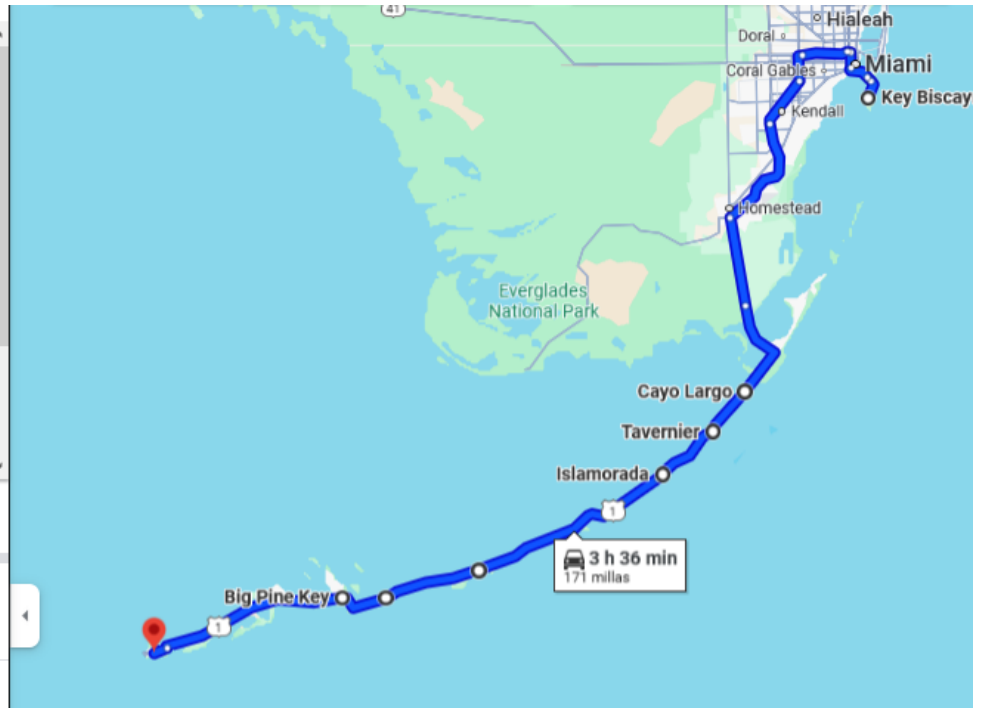 41
Hialeah
Doral
Miami
Coral Gables
Key Biscay
Kendall
Homestead
Everglades
National Park
Cayo Largo
Tavernier
Islamorada
1
3 h 36 min
171 millas
Big Pine Key
1